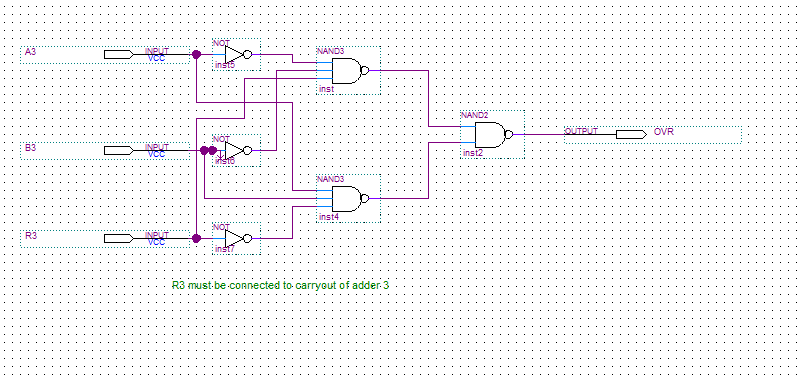 NOT
A3
INPUT
VCC
inst5
NAND3
inst
NAND2
OUTPUT
OVR
inst2
NOT
B3
INPUT
VCC
inst6
NAND3
inst4
NOT
R3
INPUT
VCC
inst7
R3 must be connected to carryout of adder 3